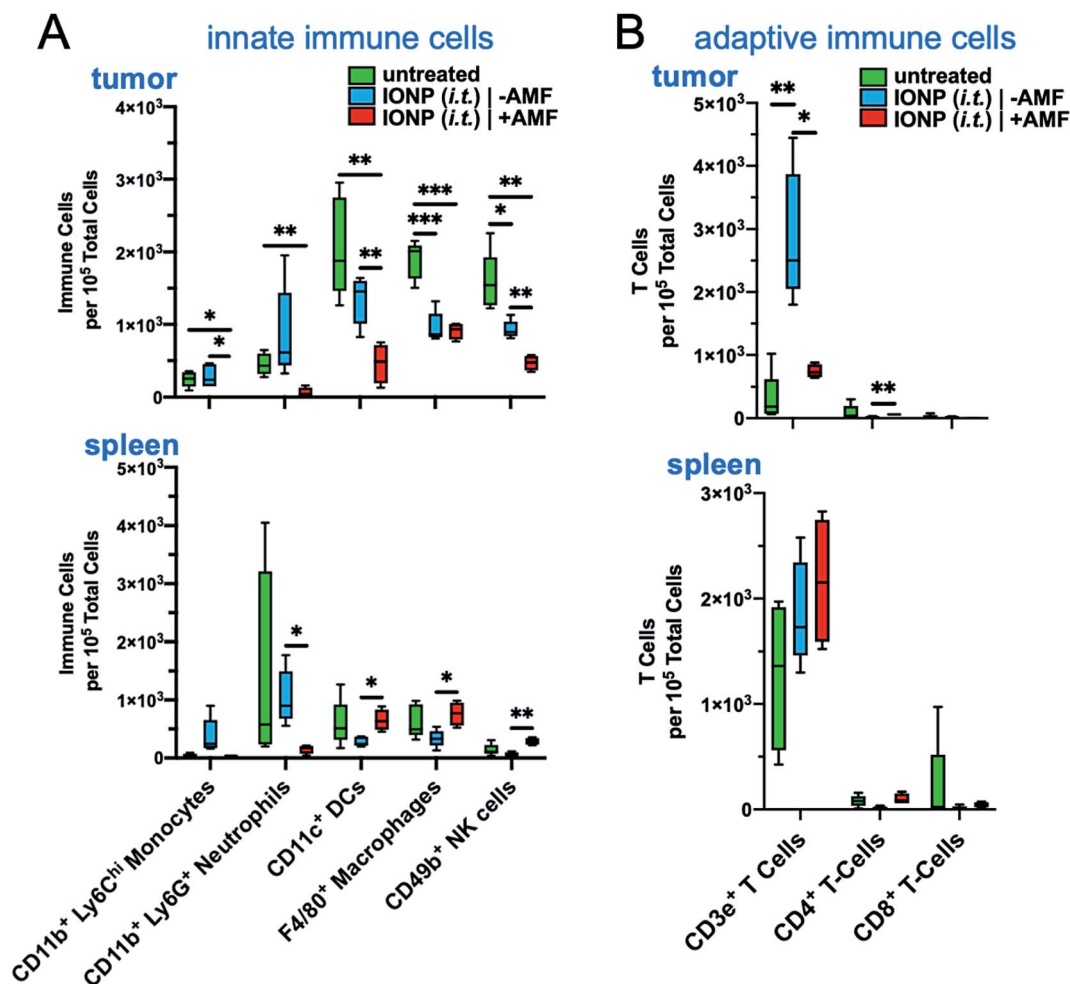 A
innate immune cells
tumor
untreated
IONP (i.t.) | -AMF
IONP (i.t.) | +AMF
Immune Cells
per 10⁵ Total Cells
4×10³
3×10³
2×10³
1×10³
0
*
*
**
**
**
***
***
**
*
**
spleen
Immune Cells
per 10⁵ Total Cells
5×10³
4×10³
3×10³
2×10³
1×10³
0
*
*
*
**
CD11b⁺ Ly6Cʰⁱ Monocytes
CD11b⁺ Ly6G⁺ Neutrophils
CD11c⁺ DCs
F4/80⁺ Macrophages
CD49b⁺ NK cells
B
adaptive immune cells
tumor
untreated
IONP (i.t.) | -AMF
IONP (i.t.) | +AMF
T Cells
per 10⁵ Total Cells
5×10³
4×10³
3×10³
2×10³
1×10³
0
**
*
**
spleen
T Cells
per 10⁵ Total Cells
3×10³
2×10³
1×10³
0
CD3e⁺ T Cells
CD4⁺ T-Cells
CD8⁺ T-Cells